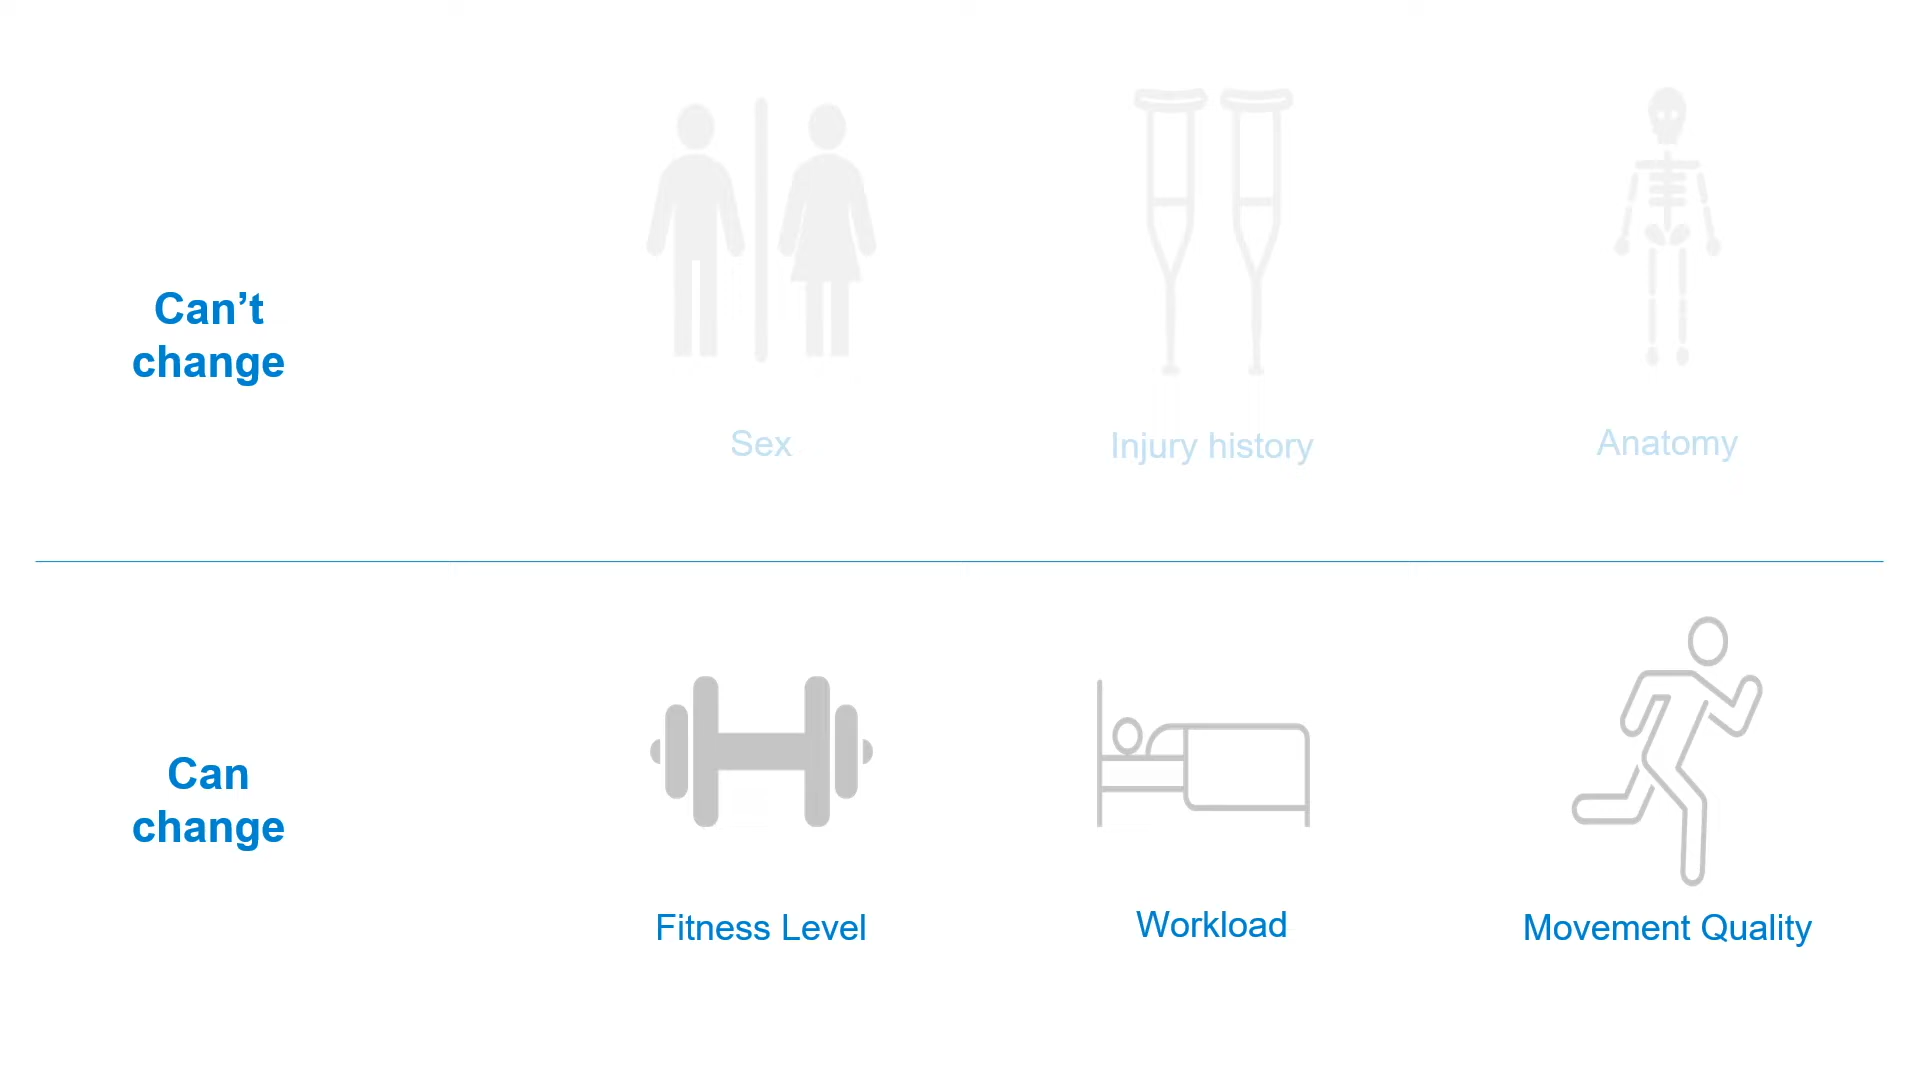 Can’t
change
Sex
Injury history
Anatomy
Can
change
Fitness Level
Workload
Movement Quality